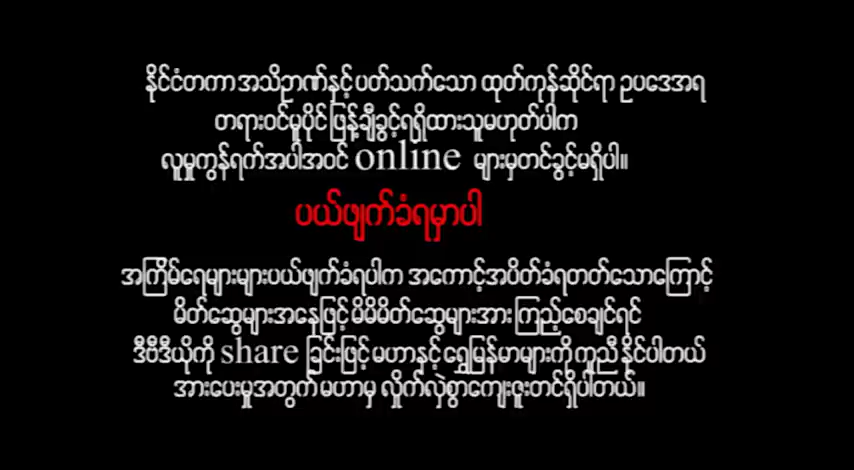 နိုင်ငံတကာ အသိဉာဏ်နှင့် ပတ်သက်သော ထုတ်ကုန်ဆိုင်ရာ ဥပဒေအရ
တရားဝင်မူပိုင် ဖြန့်ချီခွင့်ရရှိထားသူမဟုတ်ပါက
လူမှုကွန်ရက်အပါအဝင် online များမှတင်ခွင့်မရှိပါ။
ပယ်ဖျက်ခံရမှာပါ
အကြိမ်ရေများများပယ်ဖျက်ခံရပါက အကောင့်အပိတ်ခံရတတ်သောကြောင့်
မိတ်ဆွေများအနေဖြင့် မိမိမိတ်ဆွေများအား ကြည့်စေချင်ရင်
ဒီဗီဒီယိုကို share ခြင်းဖြင့် မဟာနှင့် ရွှေမြန်မာများကို ကူညီ နိုင်ပါတယ်
အားပေးမှုအတွက် မဟာမှ လှိုက်လှဲစွာကျေးဇူးတင်ရှိပါတယ်။